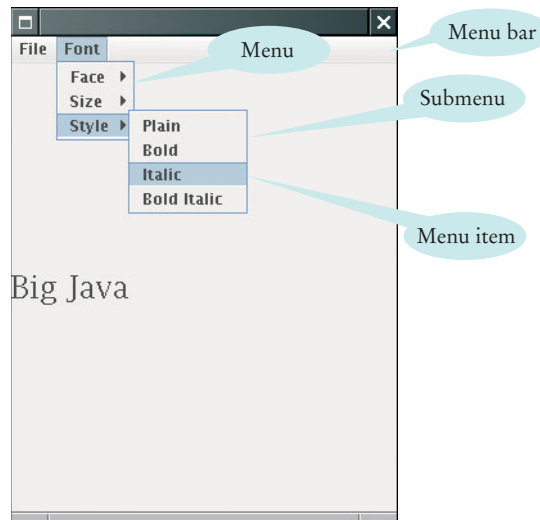 Menu bar
File Font
Menu
Face
Size
Style
Submenu
Plain
Bold
Italic
Bold Italic
Menu item
Big Java